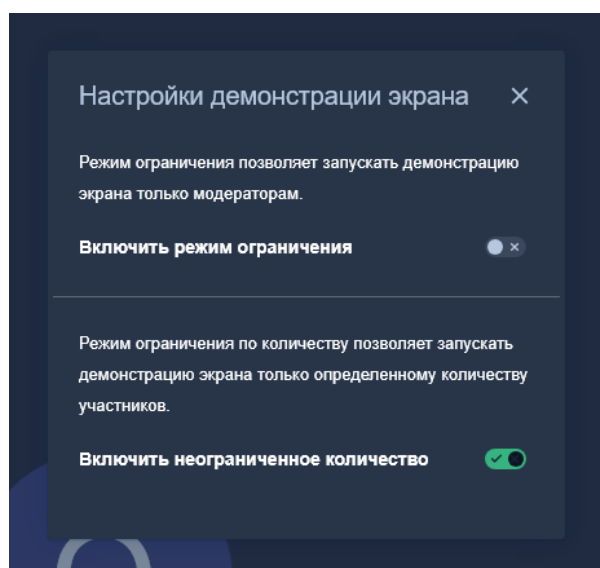 Настройки демонстрации экрана
Режим ограничения позволяет запускать демонстрацию
экрана только модераторам.
Включить режим ограничения
Режим ограничения по количеству позволяет запускать
демонстрацию экрана только определенному количеству
участников.
Включить неограниченное количество